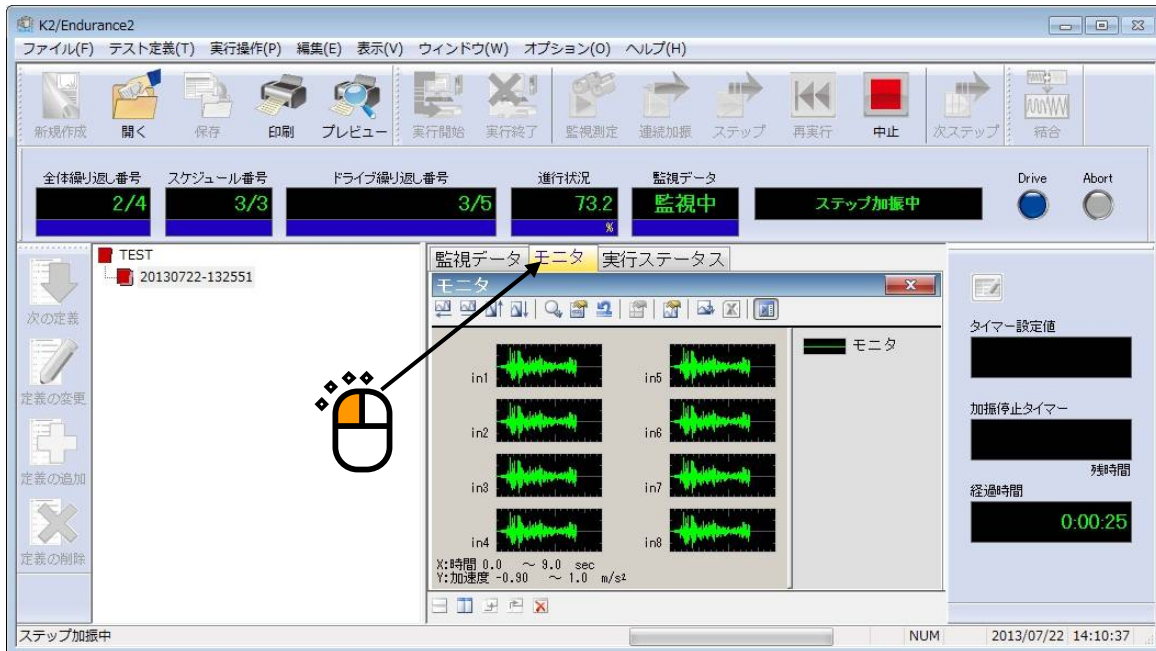 K2/Endurance2
ファイル(F) テスト定義(T) 実行操作(P) 編集(E) 表示(V) ウィンドウ(W) オプション(O) ヘルプ(H)
新規作成 開く 保存 印刷 プレビュー 実行開始 実行終了 監視測定 連続加振 ステップ 再実行 中止 次ステップ 結合
全体繰り返し番号 スケジュール番号 ドライブ繰り返し番号 進行状況 監視データ Drive Abort
2/4 3/3 3/5 73.2 監視中 ステップ加振中
%
TEST
20130722-132551
次の定義
定義の変更
定義の追加
定義の削除
監視データ モニタ 実行ステータス
モニタ
モニタ
in1 in5
in2 in6
in3 in7
in4 in8
X:時間 0.0 ～ 9.0 sec
Y:加速度 -0.90 ～ 1.0 m/s²
タイマー設定値
加振停止タイマー
残時間
経過時間
0:00:25
ステップ加振中 NUM 2013/07/22 14:10:37